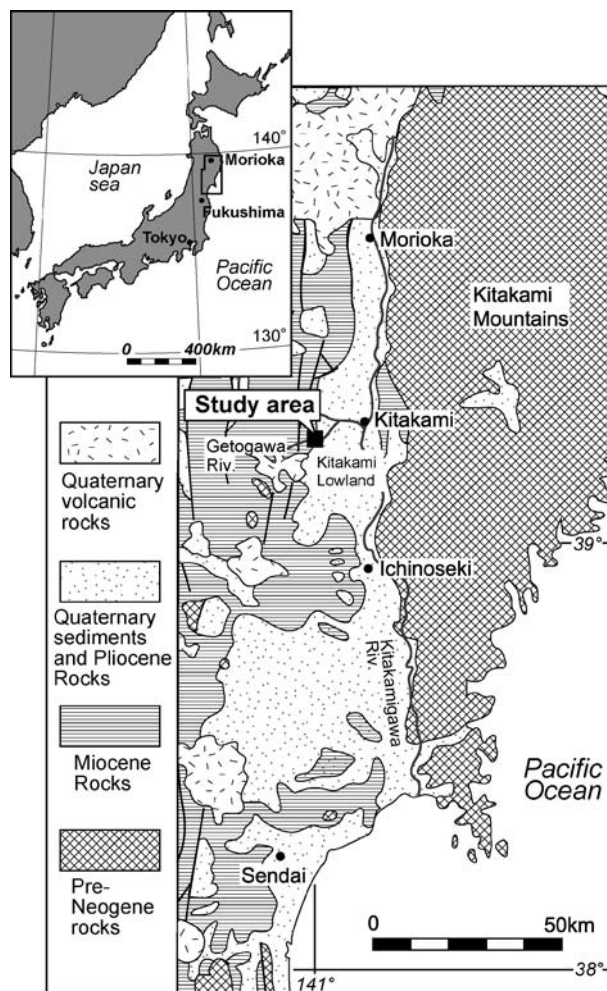 140°
Japan
sea
Morioka
Fukushima
Tokyo
Pacific
Ocean
130°
0 400km
Morioka
Kitakami
Mountains
Study area
Kitakami
Getogawa
Riv.
Kitakami
Lowland
39°
Ichinoseki
Kitakamigawa
Riv
Quaternary
volcanic
rocks
Quaternary
sediments
and Pliocene
Rocks
Miocene
Rocks
Pre-
Neogene
rocks
Pacific
Ocean
Sendai
0 50km
141°
38°